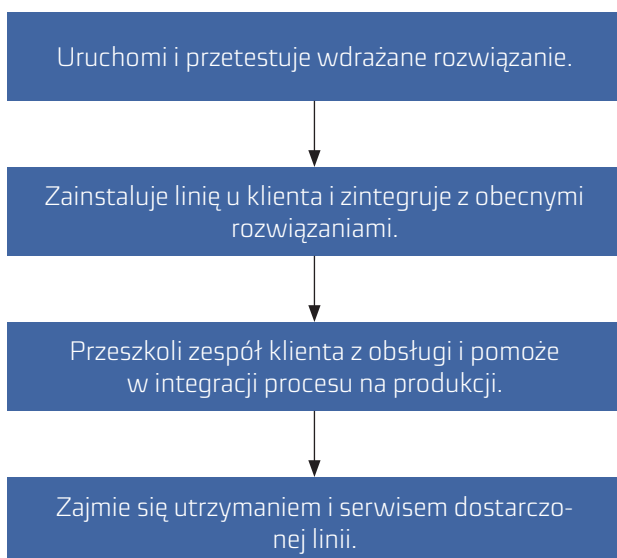 Uruchomi i przetestuje wdrażane rozwiązanie.
Zainstaluje linię u klienta i zintegruje z obecnymi
rozwiązaniami.
Przeszkoli zespół klienta z obsługi i pomoże
w integracji procesu na produkcji.
Zajmie się utrzymaniem i serwisem dostarczo-
nej linii.